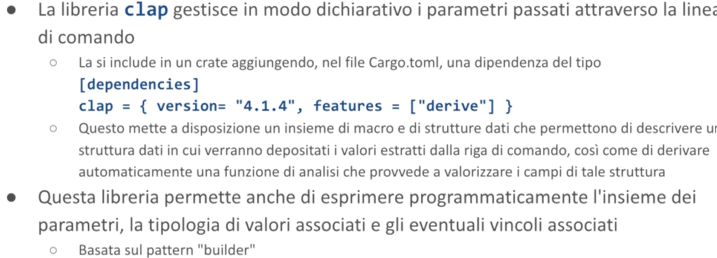 ● La libreria clap gestisce in modo dichiarativo i parametri passati attraverso la linea
di comando
○ La si include in un crate aggiungendo, nel file Cargo.toml, una dipendenza del tipo
[dependencies]
clap = { version= "4.1.4", features = ["derive"] }
○ Questo mette a disposizione un insieme di macro e di strutture dati che permettono di descrivere
struttura dati in cui verranno depositati i valori estratti dalla riga di comando, così come di derivare
automaticamente una funzione di analisi che provvede a valorizzare i campi di tale struttura
● Questa libreria permette anche di esprimere programmaticamente l'insieme dei
parametri, la tipologia di valori associati e gli eventuali vincoli associati
○ Basata sul pattern "builder"